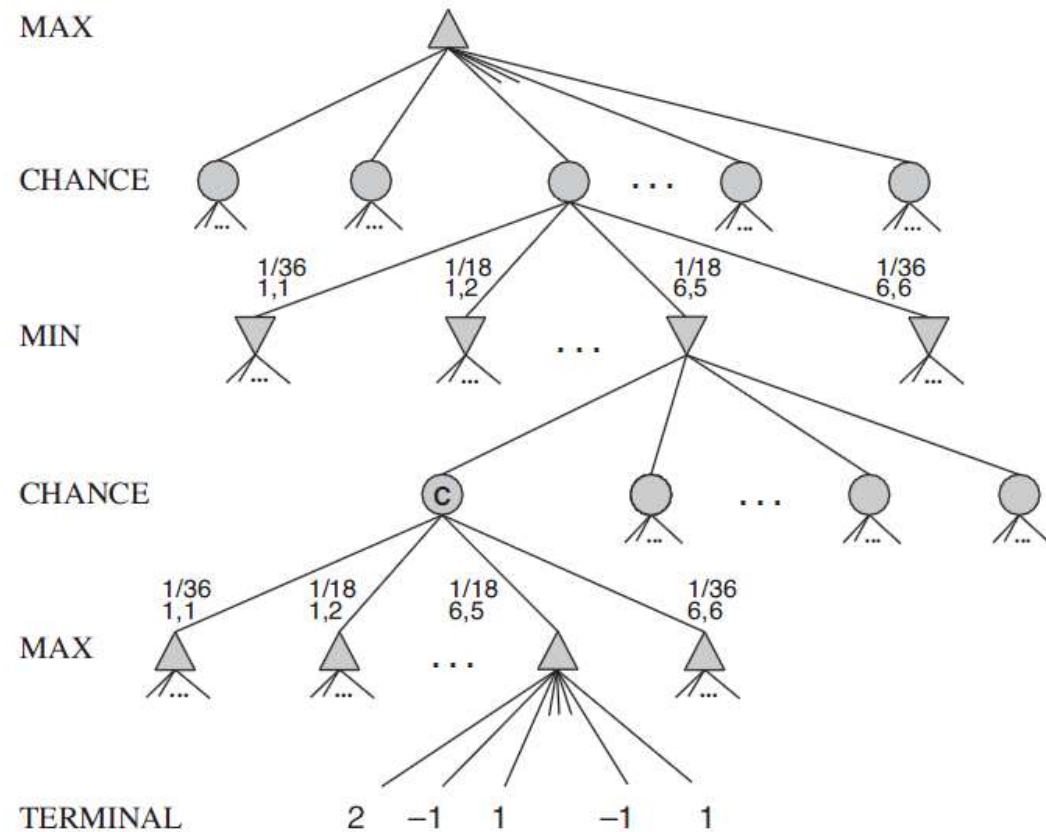 MAX
CHANCE
. . .
... ... ... ...
1/36 1/18 1/18 1/36
1,1 1,2 6,5 6,6
MIN
. . .
... ... ...
CHANCE
C
. . .
... ... ...
1/36 1/18 1/18 1/36
1,1 1,2 6,5 6,6
MAX
. . .
... ... ...
TERMINAL 2 –1 1 –1 1